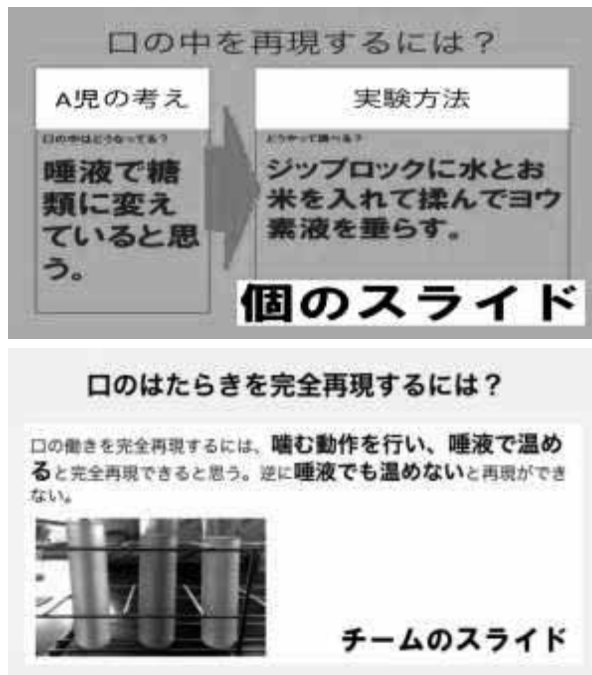 口の中を再現するには？
A児の考え
実験方法
口の中はどうなってる？
唾液で糖
類に変え
ていると思
う。
どうやって調べる？
ジップロックに水とお
米を入れて揉んでヨウ
素液を垂らす。
個のスライド
口のはたらきを完全再現するには？
口の働きを完全再現するには、噛む動作を行い、唾液で温め
ると完全再現できると思う。逆に唾液でも温めないと再現ができ
ない。
チームのスライド